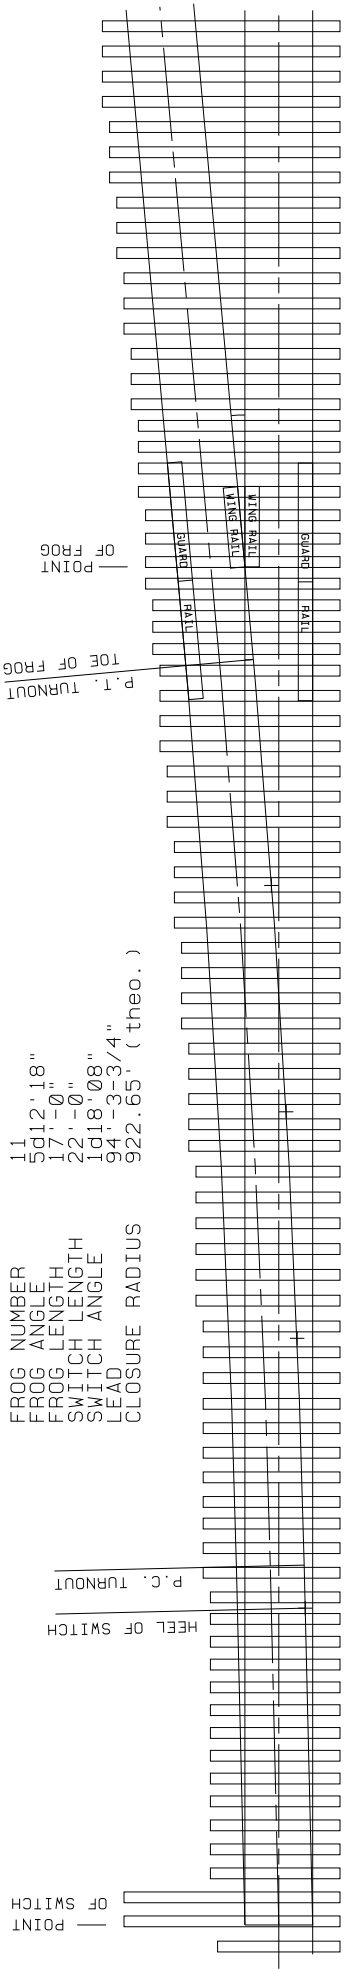 POINT
OF FROG
P.T. TURNOUT
TOE OF FROG
GUARD RAIL
WING RAIL
WING RAIL
GUARD RAIL
FROG NUMBER 11
FROG ANGLE 5d12'18"
FROG LENGTH 17'-0"
SWITCH LENGTH 22'-0"
SWITCH ANGLE 1d18'08"
LEAD 94'-3-3/4"
CLOSURE RADIUS 922.65' (theo.)
P.C. TURNOUT
HEEL OF SWITCH
POINT
OF SWITCH